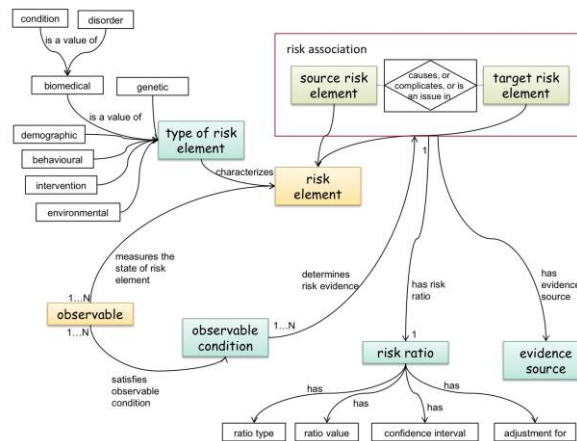 condition
disorder
is a value of
biomedical
genetic
is a value of
demographic
behavioural
intervention
environmental
type of risk
element
characterizes
risk association
source risk
element
causes, or
complicates, or is
an issue in
target risk
element
risk
element
1
measures the
state of risk
element
1...N
observable
1...N
satisfies
observable
condition
observable
condition
1...N
determines
risk evidence
has risk
ratio
1
risk ratio
has
evidence
source
evidence
source
has
has
has
has
ratio type
ratio value
confidence interval
adjustment for